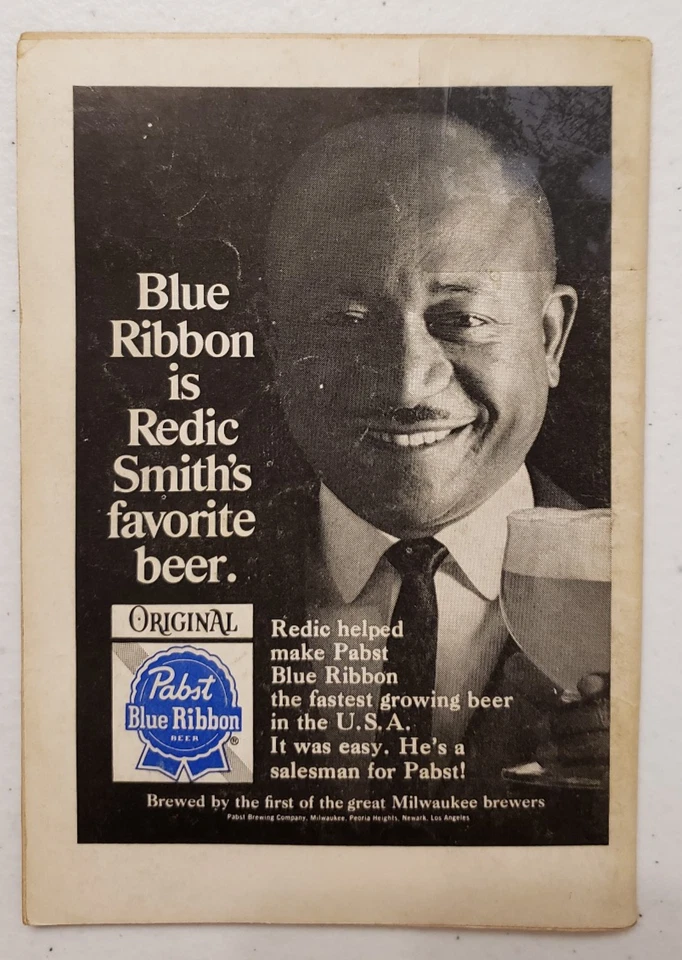 Blue
Ribbon
is
Redic
Smith's
favorite
beer.
ORIGINAL
Pabst
Blue Ribbon
BEER
®
Redic helped
make Pabst
Blue Ribbon
the fastest growing beer
in the U.S.A.
It was easy. He's a
salesman for Pabst!
Brewed by the first of the great Milwaukee brewers
Pabst Brewing Company, Milwaukee, Peoria Heights, Newark, Los Angeles